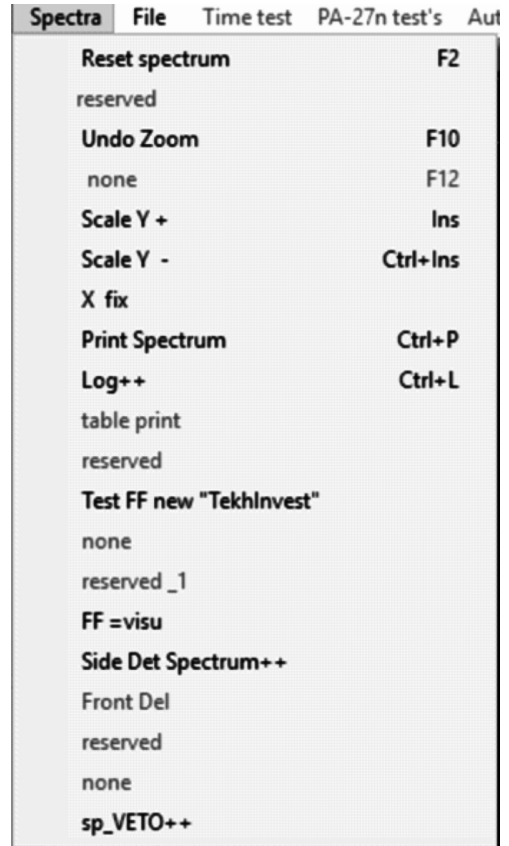 Spectra File Time test PA-27n test's Aut
Reset spectrum F2
reserved
Undo Zoom F10
none F12
Scale Y + Ins
Scale Y - Ctrl+Ins
X fix
Print Spectrum Ctrl+P
Log++ Ctrl+L
table print
reserved
Test FF new "TekhInvest"
none
reserved _1
FF =visu
Side Det Spectrum++
Front Del
reserved
none
sp_VETO++